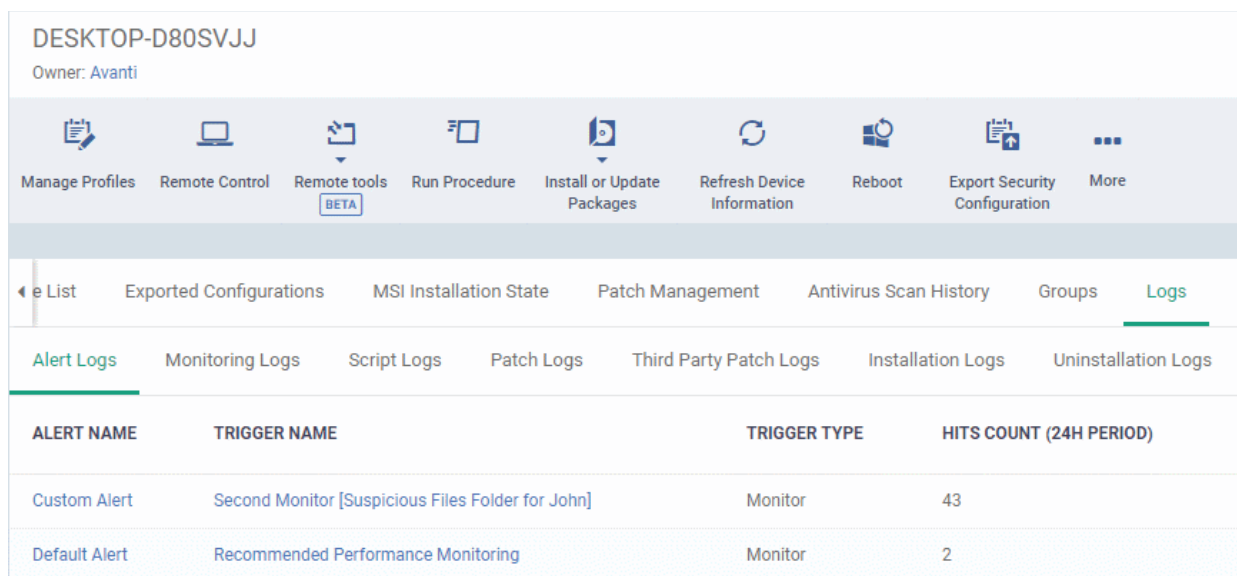 DESKTOP-D80SVJJ
Owner: Avanti
Manage Profiles Remote Control Remote tools Run Procedure Install or Update Refresh Device Reboot Export Security More
BETA Packages Information Configuration
e List Exported Configurations MSI Installation State Patch Management Antivirus Scan History Groups Logs
Alert Logs Monitoring Logs Script Logs Patch Logs Third Party Patch Logs Installation Logs Uninstallation Logs
ALERT NAME TRIGGER NAME TRIGGER TYPE HITS COUNT (24H PERIOD)
Custom Alert Second Monitor [Suspicious Files Folder for John] Monitor 43
Default Alert Recommended Performance Monitoring Monitor 2